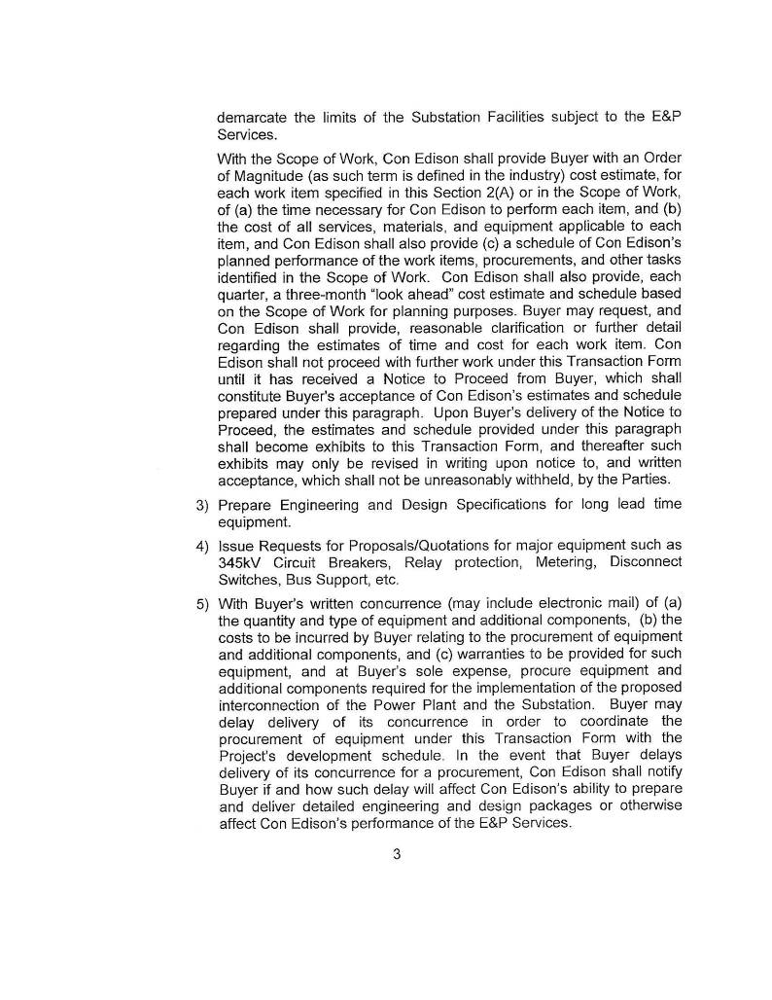 demarcate the limits of the Substation Facilities subject to the E&P
Services.
With the Scope of Work, Con Edison shall provide Buyer with an Order
of Magnitude (as such term is defined in the industry) cost estimate, for
each work item specified in this Section 2(A) or in the Scope of Work,
of (a) the time necessary for Con Edison to perform each item, and (b)
the cost of all services, materials, and equipment applicable to each
item, and Con Edison shall also provide (c) a schedule of Con Edison's
planned performance of the work items, procurements, and other tasks
identified in the Scope of Work. Con Edison shall also provide, each
quarter, a three-month “look ahead” cost estimate and schedule based
on the Scope of Work for planning purposes. Buyer may request, and
Con Edison shall provide, reasonable clarification or further detail
regarding the estimates of time and cost for each work item. Con
Edison shall not proceed with further work under this Transaction Form
until it has received a Notice to Proceed from Buyer, which shall
constitute Buyer's acceptance of Con Edison's estimates and schedule
prepared under this paragraph. Upon Buyer's delivery of the Notice to
Proceed, the estimates and schedule provided under this paragraph
shall become exhibits to this Transaction Form, and thereafter such
exhibits may only be revised in writing upon notice to, and written
acceptance, which shall not be unreasonably withheld, by the Parties.
3) Prepare Engineering and Design Specifications for long lead time
equipment.
4) Issue Requests for Proposals/Quotations for major equipment such as
345kV Circuit Breakers, Relay protection, Metering, Disconnect
Switches, Bus Support, etc.
5) With Buyer's written concurrence (may include electronic mail) of (a)
the quantity and type of equipment and additional components, (b) the
costs to be incurred by Buyer relating to the procurement of equipment
and additional components, and (c) warranties to be provided for such
equipment, and at Buyer's sole expense, procure equipment and
additional components required for the implementation of the proposed
interconnection of the Power Plant and the Substation. Buyer may
delay delivery of its concurrence in order to coordinate the
procurement of equipment under this Transaction Form with the
Project's development schedule. In the event that Buyer delays
delivery of its concurrence for a procurement, Con Edison shall notify
Buyer if and how such delay will affect Con Edison's ability to prepare
and deliver detailed engineering and design packages or otherwise
affect Con Edison's performance of the E&P Services.
3